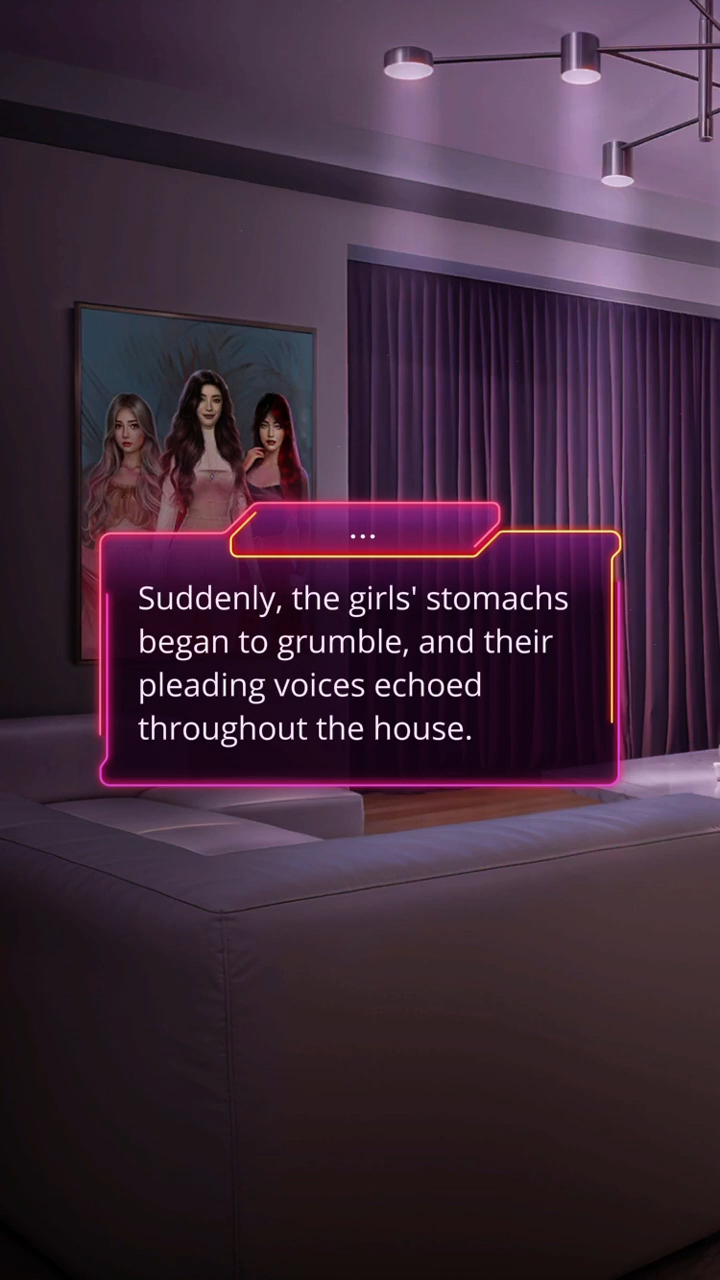 ...
Suddenly, the girls' stomachs
began to grumble, and their
pleading voices echoed
throughout the house.